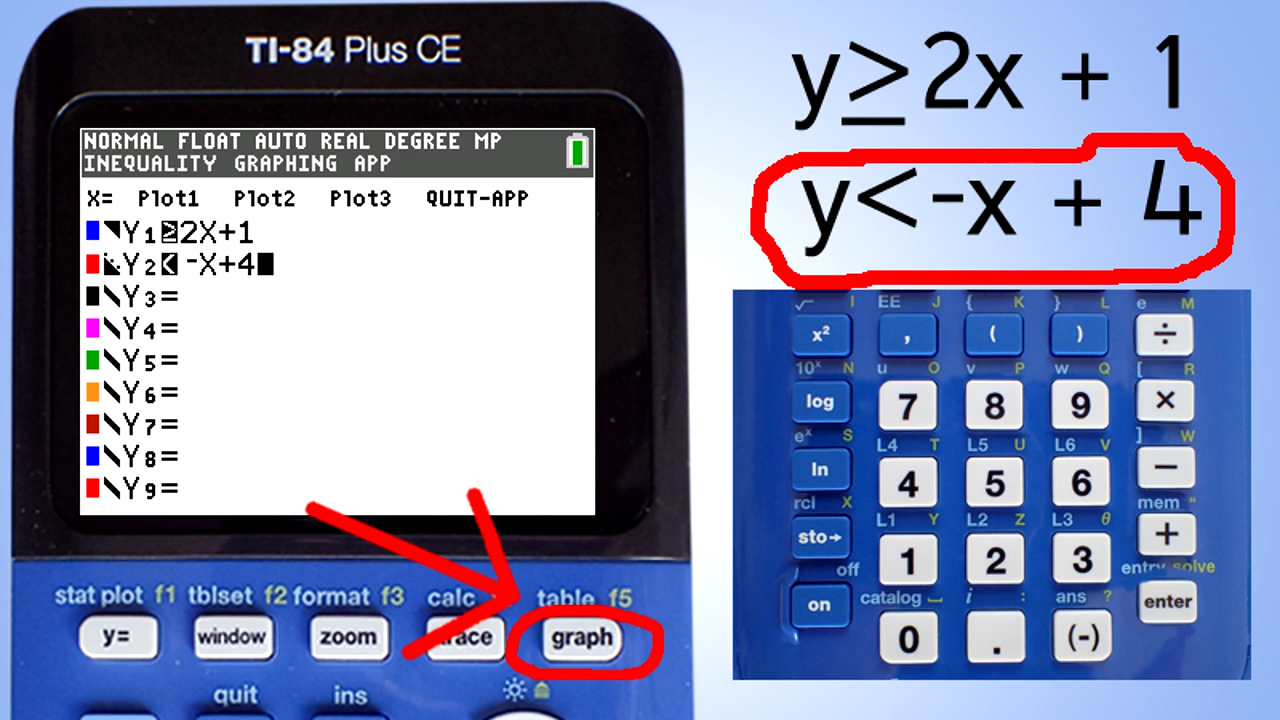 TI-84 Plus CE
NORMAL FLOAT AUTO REAL DEGREE MP
INEQUALITY GRAPHING APP
X= Plot1 Plot2 Plot3 QUIT-APP
Y1≥2X+1
Y2< -X+4
Y3=
Y4=
Y5=
Y6=
Y7=
Y8=
Y9=
stat plot f1 tblset f2 format f3 calc table f5
y= window zoom trace graph
quit ins
y≥2x + 1
y<-x + 4
√ I EE J { K } L e M
x² , ( ) ÷
10ˣ N u O v P w Q [ R
log 7 8 9 ×
eˣ S L4 T L5 U L6 V ] W
ln 4 5 6 −
rcl X L1 Y L2 Z L3 θ mem "
sto→ 1 2 3 +
off catalog ⎵ i : ans ? entry solve
on 0 . (-) enter